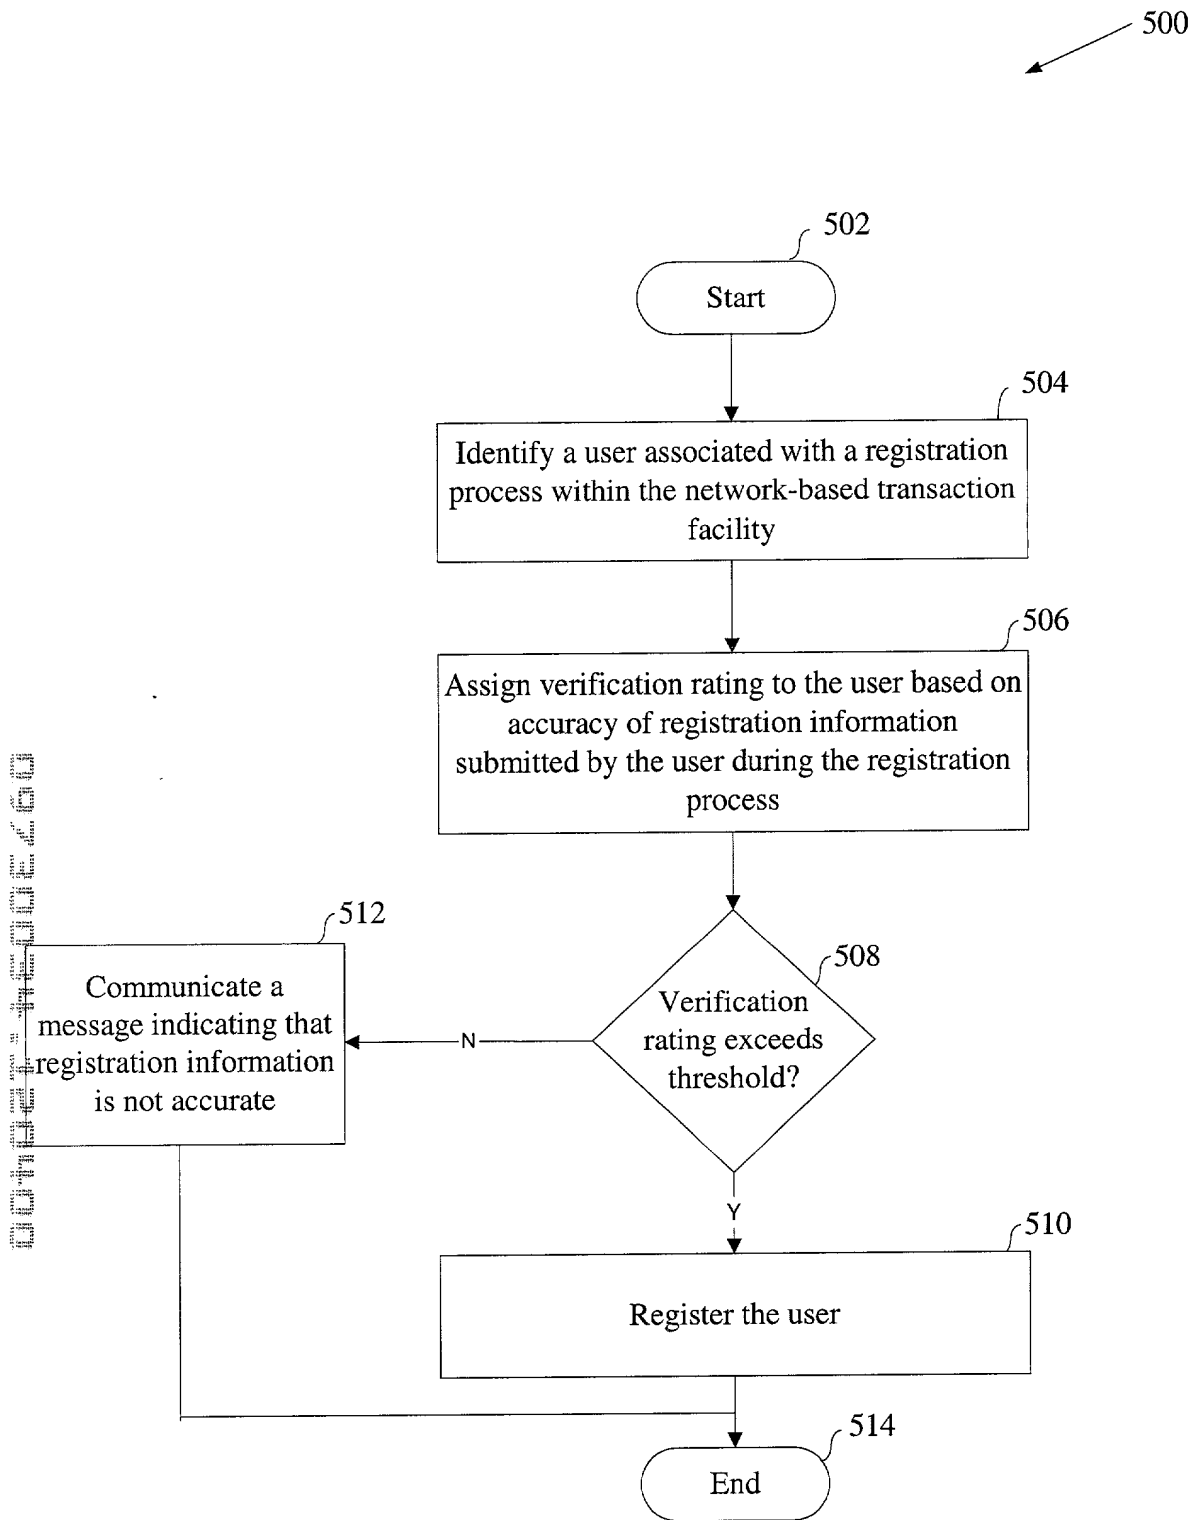 500
502
Start
504
Identify a user associated with a registration
process within the network-based transaction
facility
506
Assign verification rating to the user based on
accuracy of registration information
submitted by the user during the registration
process
508
Verification
rating exceeds
threshold?
N
512
Communicate a
message indicating that
registration information
is not accurate
Y
510
Register the user
514
End